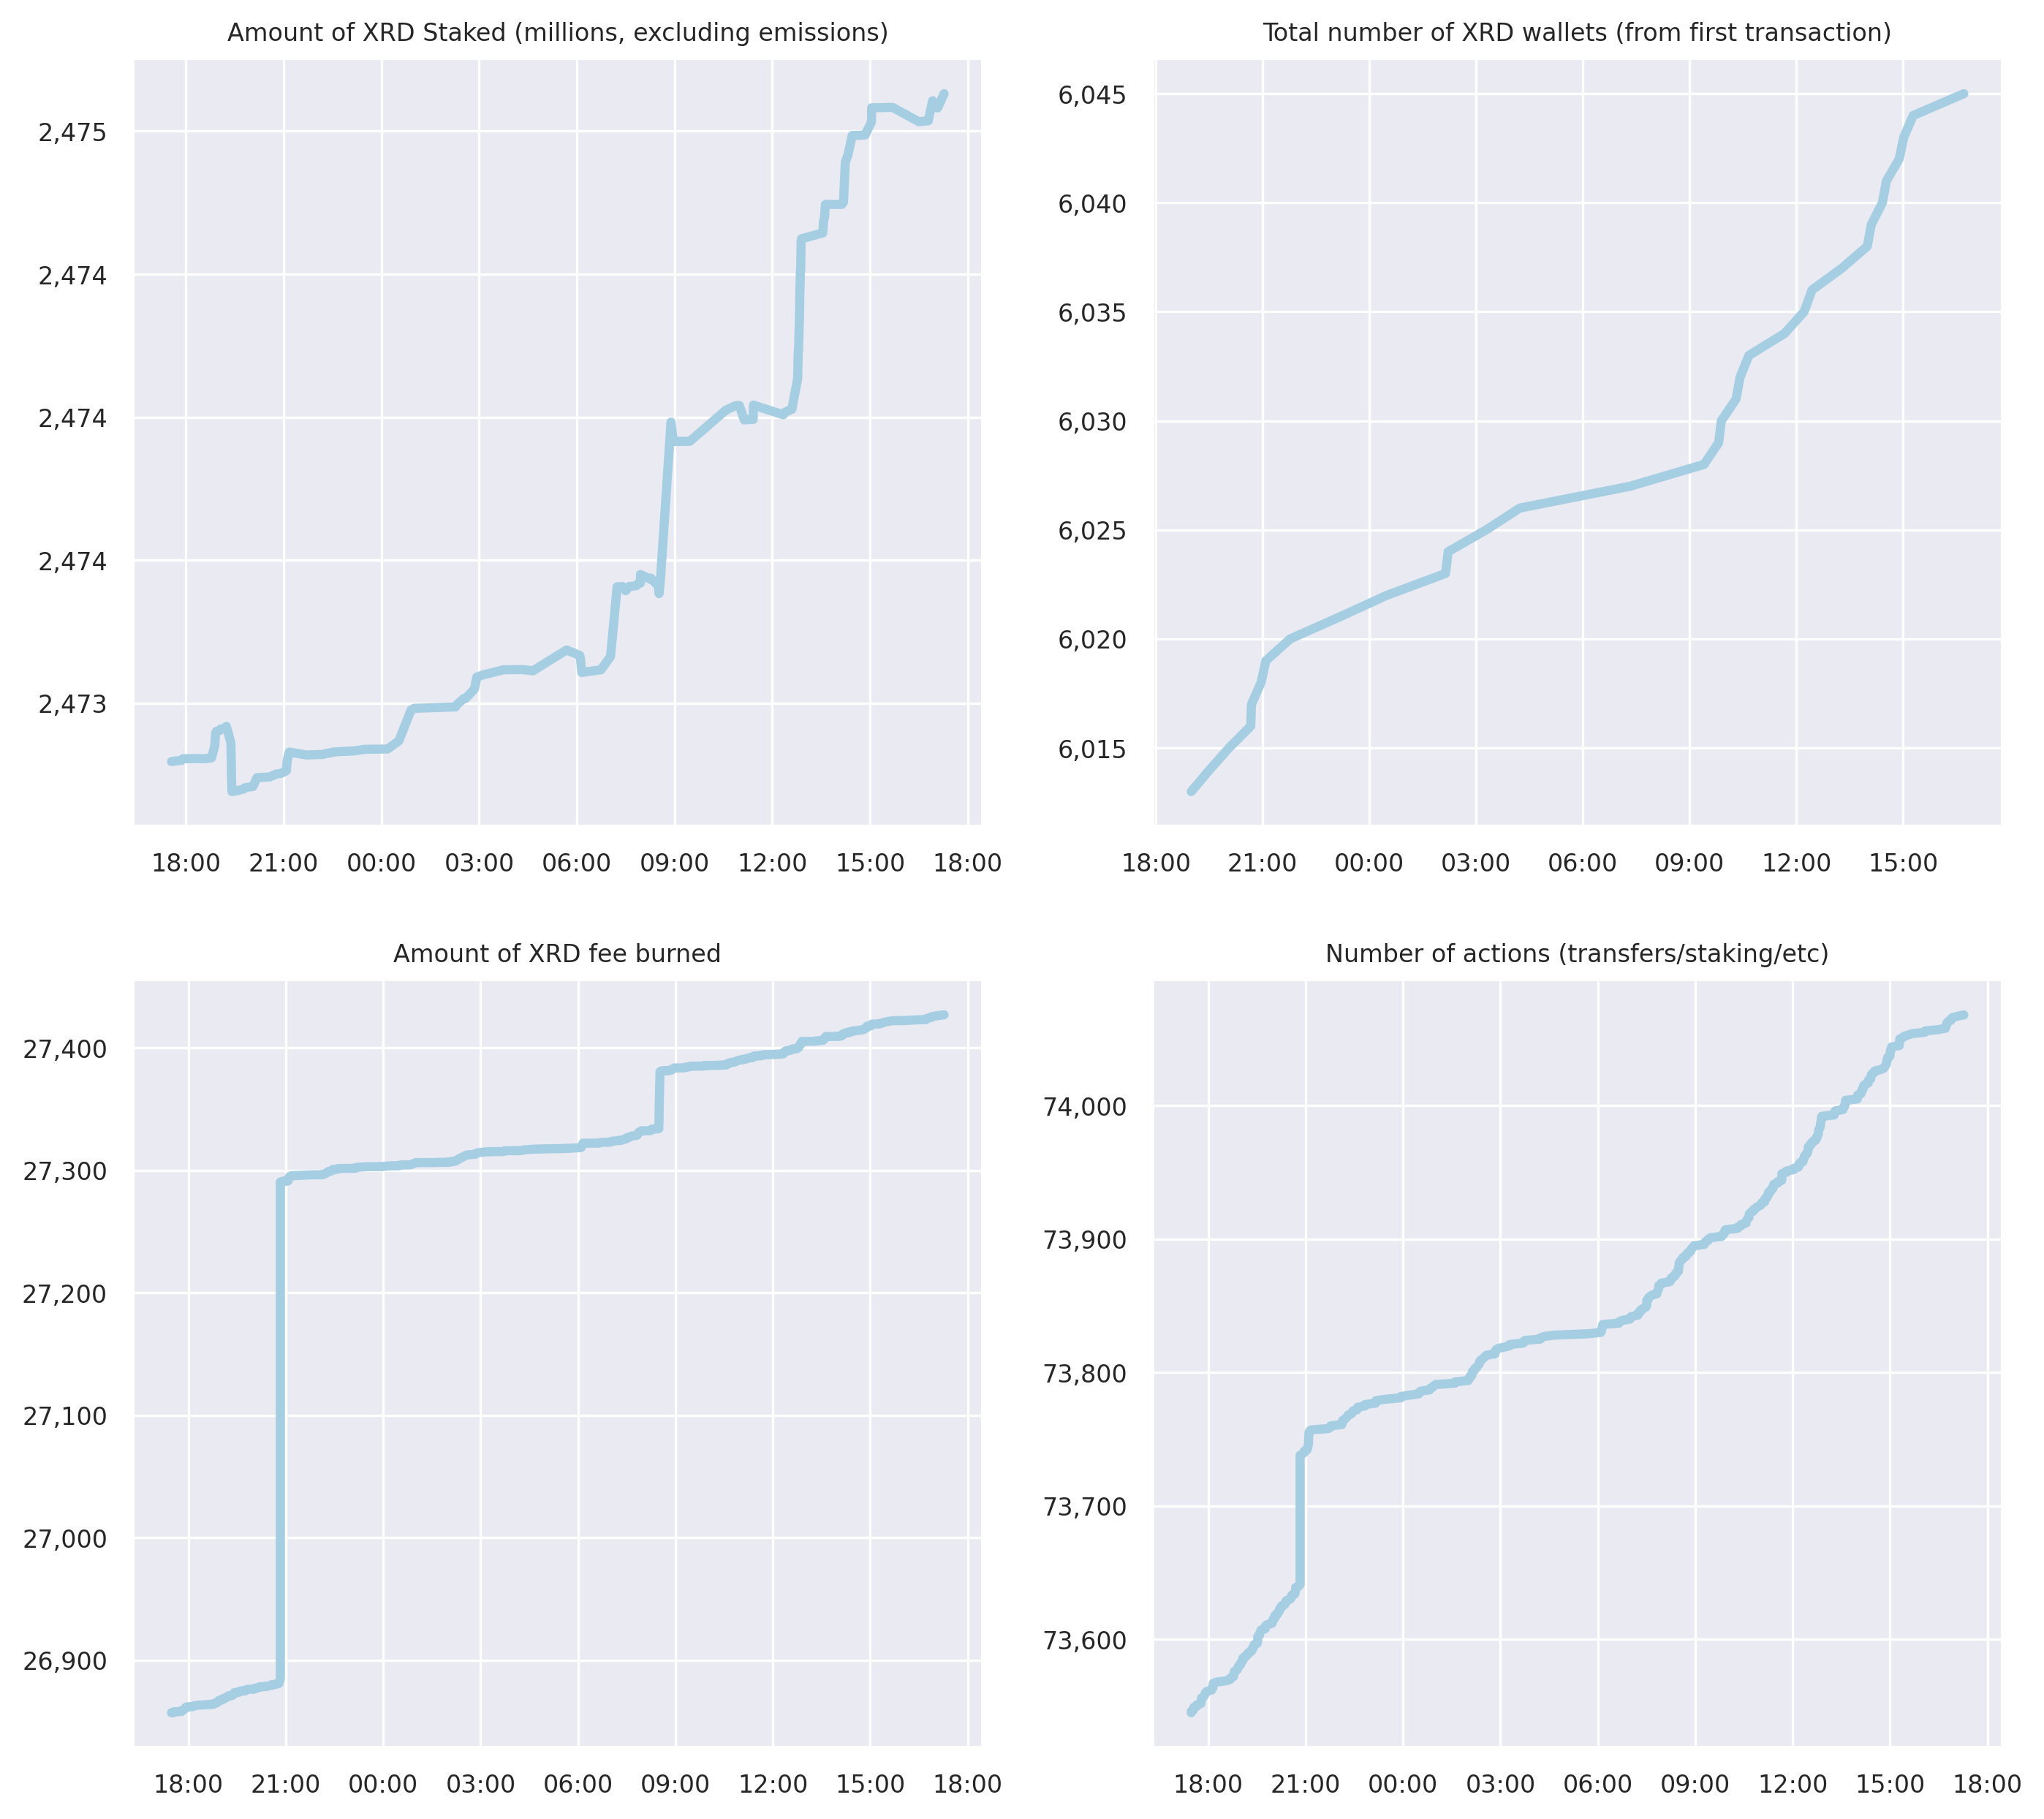 Amount of XRD Staked (millions, excluding emissions)
2,475
2,474
2,474
2,474
2,473
18:00 21:00 00:00 03:00 06:00 09:00 12:00 15:00 18:00
Total number of XRD wallets (from first transaction)
6,045
6,040
6,035
6,030
6,025
6,020
6,015
18:00 21:00 00:00 03:00 06:00 09:00 12:00 15:00
Amount of XRD fee burned
27,400
27,300
27,200
27,100
27,000
26,900
18:00 21:00 00:00 03:00 06:00 09:00 12:00 15:00 18:00
Number of actions (transfers/staking/etc)
74,000
73,900
73,800
73,700
73,600
18:00 21:00 00:00 03:00 06:00 09:00 12:00 15:00 18:00